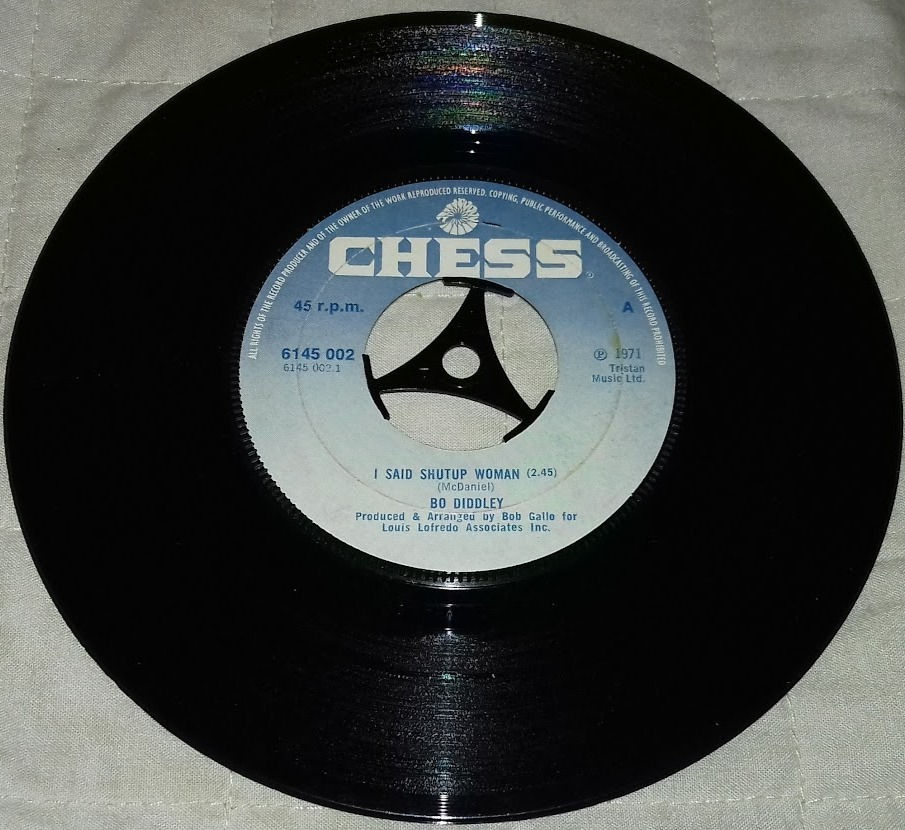 ALL RIGHTS OF THE RECORD PRODUCER AND OF THE OWNER OF THE WORK REPRODUCED RESERVED. COPYING, PUBLIC PERFORMANCE AND BROADCASTING OF THIS RECORD PROHIBITED
CHESS
45 r.p.m. A
6145 002 ℗ 1971
6145 002.1 Tristan
Music Ltd.
I SAID SHUTUP WOMAN (2.45)
(McDaniel)
BO DIDDLEY
Produced & Arranged by Bob Gallo for
Louis Lofredo Associates Inc.